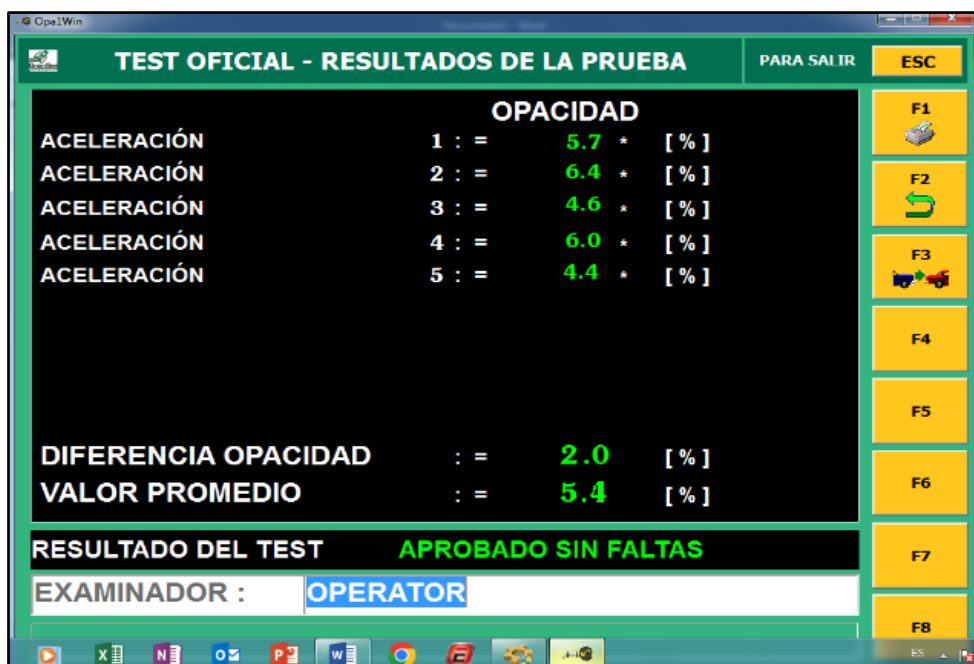 OpalWin
TEST OFICIAL - RESULTADOS DE LA PRUEBA
PARA SALIR
ESC
OPACIDAD
ACELERACIÓN 1 : = 5.7 * [ % ]
ACELERACIÓN 2 : = 6.4 * [ % ]
ACELERACIÓN 3 : = 4.6 * [ % ]
ACELERACIÓN 4 : = 6.0 * [ % ]
ACELERACIÓN 5 : = 4.4 * [ % ]
DIFERENCIA OPACIDAD : = 2.0 [ % ]
VALOR PROMEDIO : = 5.4 [ % ]
RESULTADO DEL TEST APROBADO SIN FALTAS
EXAMINADOR : OPERATOR
F1
F2
F3
F4
F5
F6
F7
F8
ES